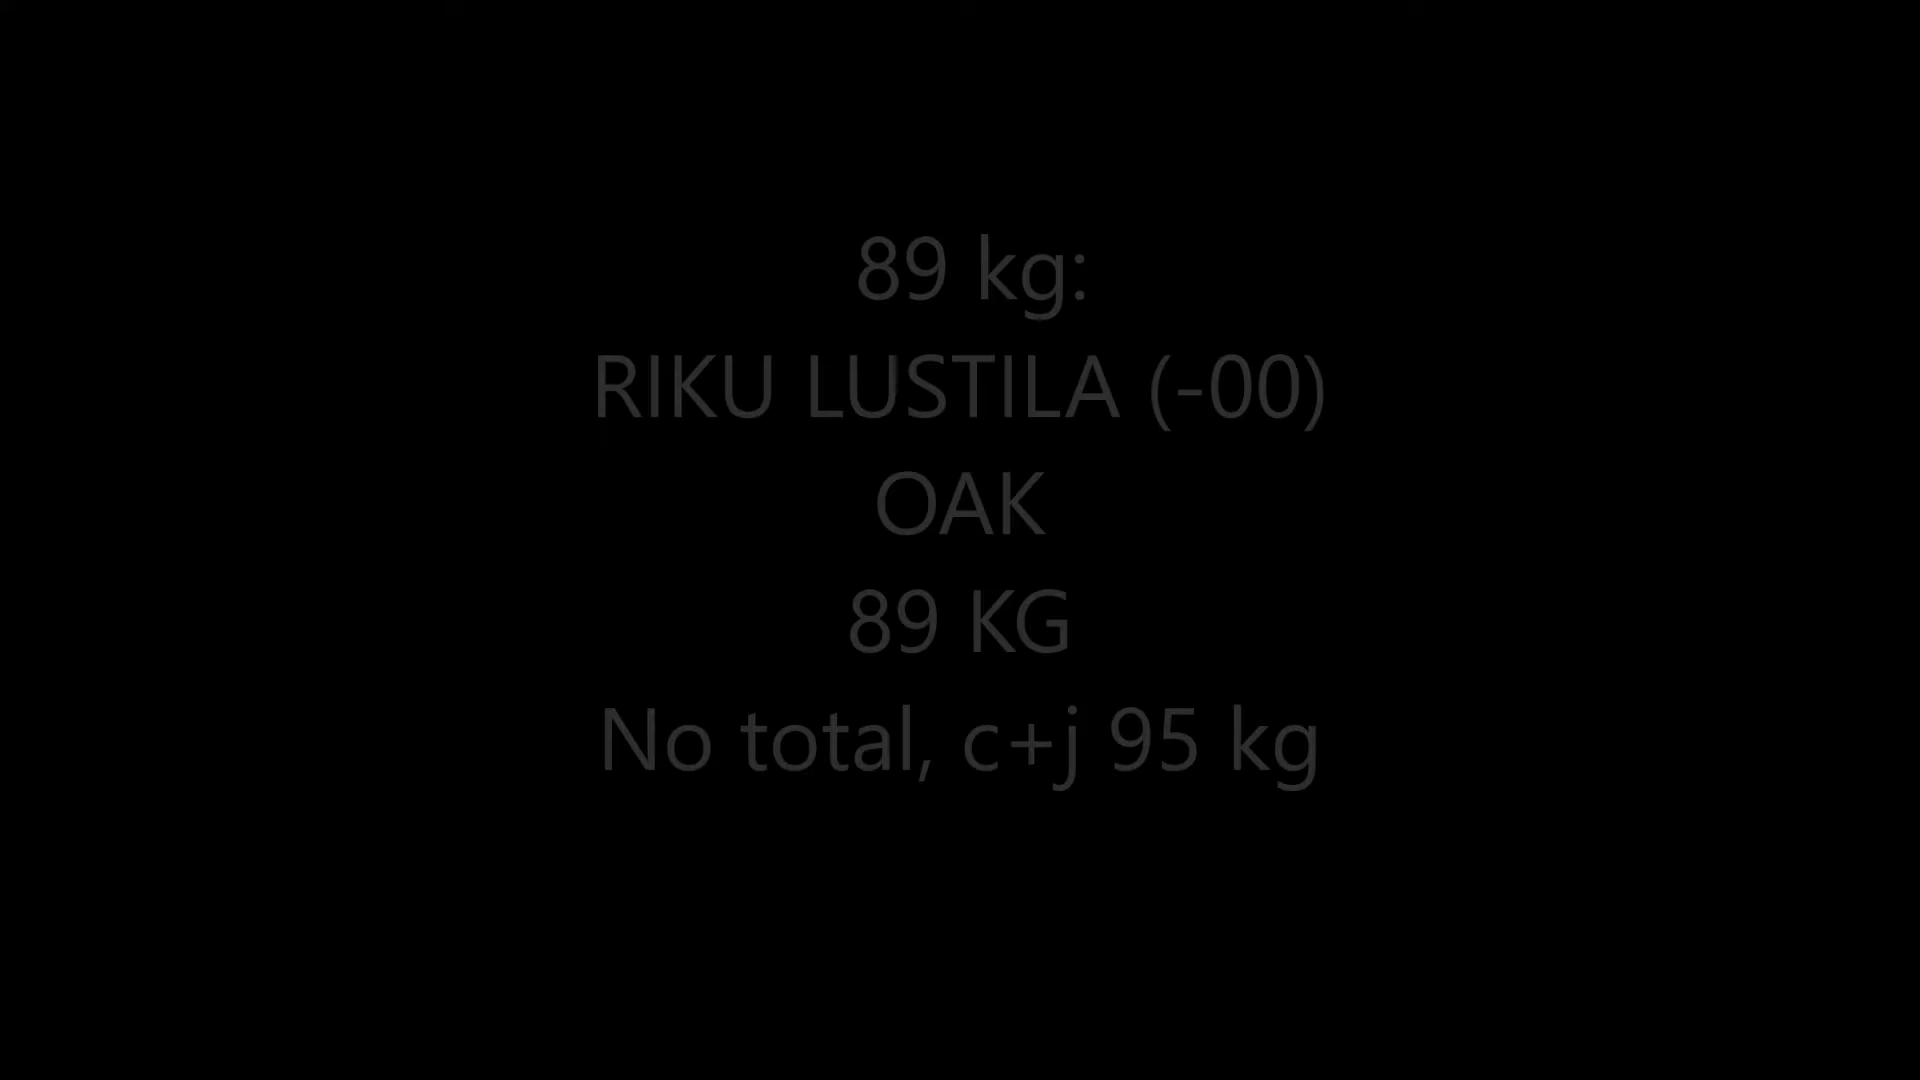 89 kg:
RIKU LUSTILA (-00)
OAK
89 KG
No total, c+j 95 kg